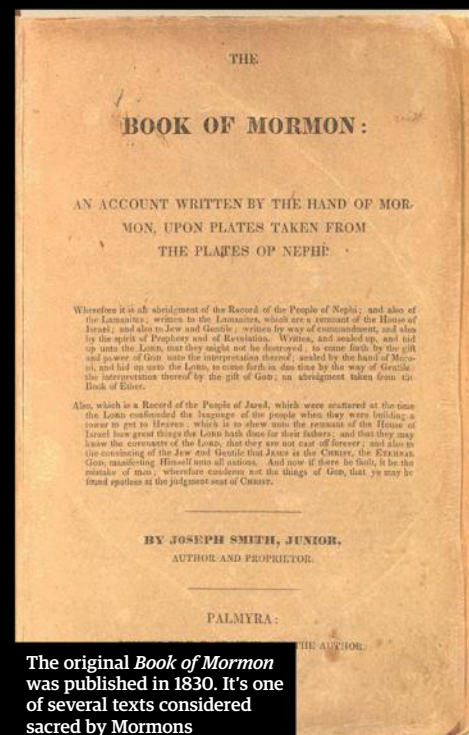 THE
BOOK OF MORMON:
AN ACCOUNT WRITTEN BY THE HAND OF MOR-
MON, UPON PLATES TAKEN FROM
THE PLATES OF NEPHI.
Wherefore it is an abridgment of the Record of the People of Nephi; and also of
the Lamanites; written to the Lamanites, which are a remnant of the House of
Israel; and also to Jew and Gentile; written by way of commandment, and also
by the spirit of Prophecy and of Revelation. Written, and sealed up, and hid
up unto the LORD, that they might not be destroyed; to come forth by the gift
and power of GOD unto the interpretation thereof; sealed by the hand of Moro-
ni, and hid up unto the LORD, to come forth in due time by the way of Gentile;
the interpretation thereof by the gift of GOD; an abridgment taken from the
Book of Ether.
Also, which is a Record of the People of Jared, which were scattered at the time
the LORD confounded the language of the people when they were building a
tower to get to Heaven: which is to shew unto the remnant of the House of
Israel how great things the LORD hath done for their fathers; and that they may
know the covenants of the LORD, that they are not cast off forever; and also to
the convincing of the Jew and Gentile that JESUS is the CHRIST, the ETERNAL
GOD, manifesting Himself unto all nations. And now if there be fault, it be the
mistake of men; wherefore condemn not the things of GOD, that ye may be
found spotless at the judgment seat of CHRIST.
BY JOSEPH SMITH, JUNIOR,
AUTHOR AND PROPRIETOR.
PALMYRA:
THE AUTHOR.
The original Book of Mormon
was published in 1830. It's one
of several texts considered
sacred by Mormons